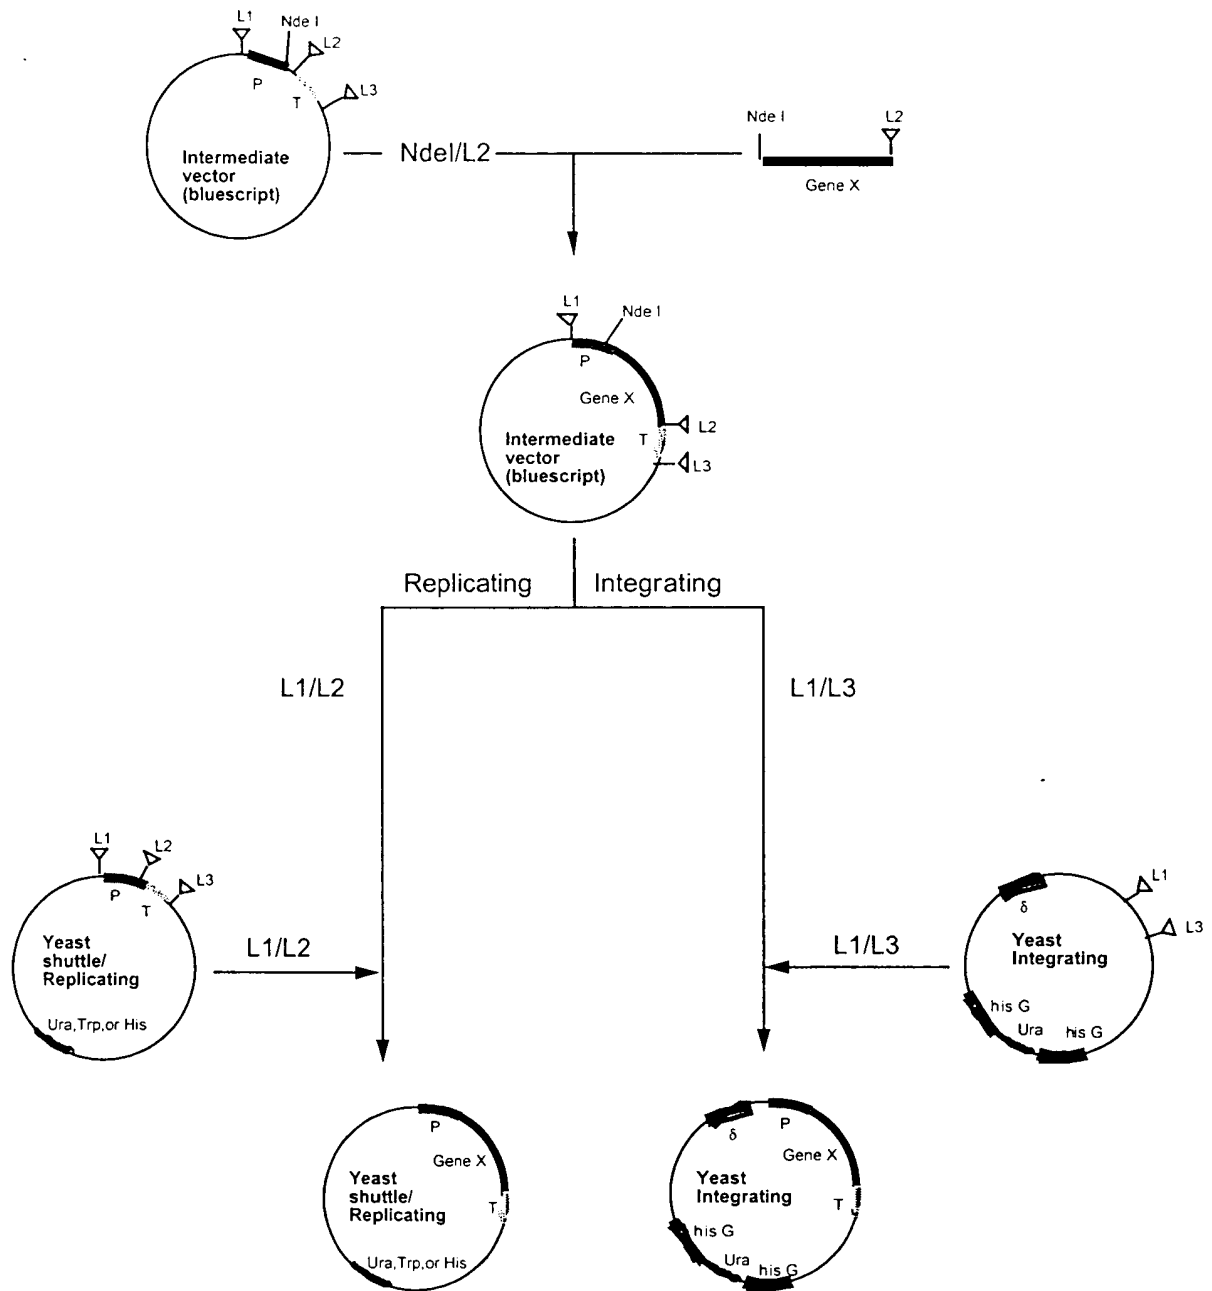 L1
Nde I
L2
P
T
L3
Intermediate
vector
(bluescript)
NdeI/L2
Nde I
L2
Gene X
L1
Nde I
P
Gene X
L2
T
L3
Intermediate
vector
(bluescript)
Replicating
Integrating
L1/L2
L1/L3
L1
L2
L3
P
T
Yeast
shuttle/
Replicating
Ura,Trp,or His
L1/L2
L1/L3
δ
L1
L3
Yeast
Integrating
his G
Ura
his G
P
Gene X
Yeast
shuttle/
Replicating
T
Ura,Trp,or His
δ
P
Gene X
Yeast
Integrating
T
his G
Ura
his G